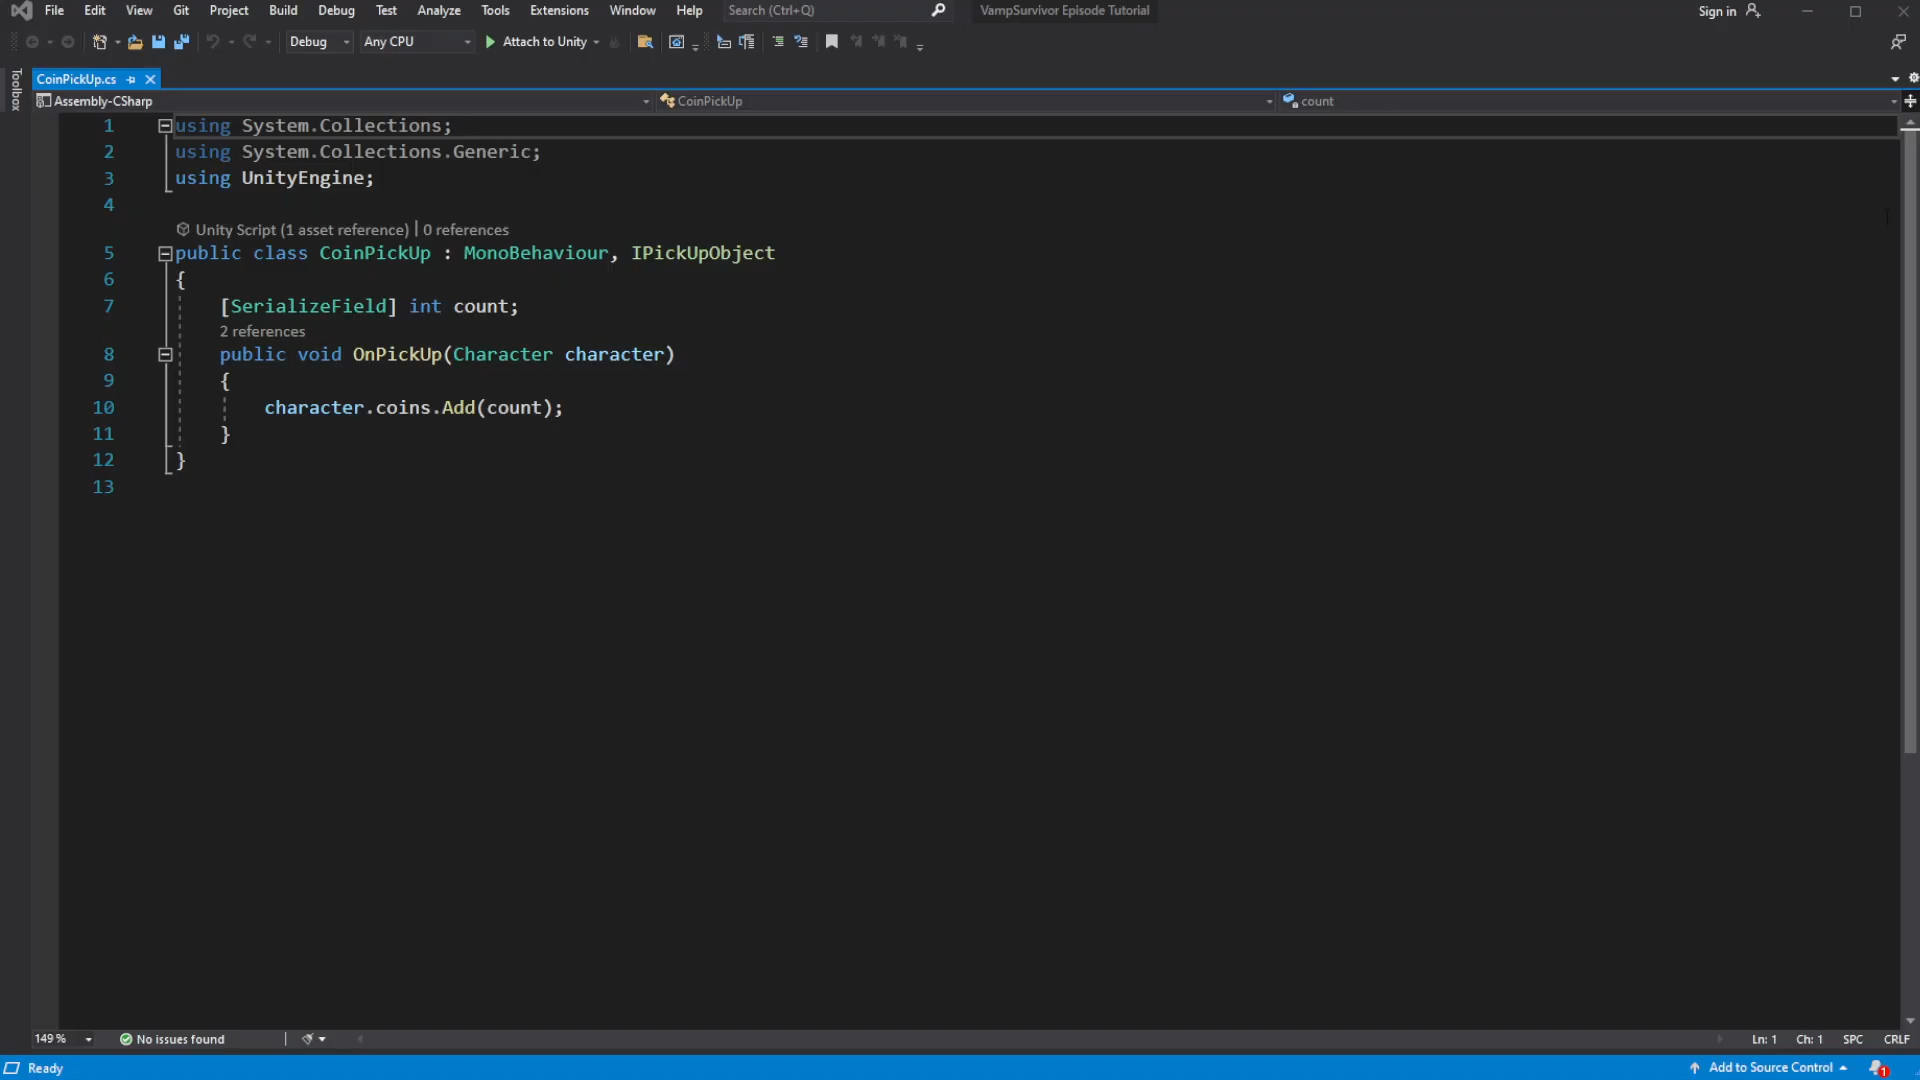 File Edit View Git Project Build Debug Test Analyze Tools Extensions Window Help Search (Ctrl+Q) VampSurvivor Episode Tutorial Sign in
Debug Any CPU Attach to Unity
Toolbox
CoinPickUp.cs
Assembly-CSharp CoinPickUp count
1 using System.Collections;
2 using System.Collections.Generic;
3 using UnityEngine;
4
Unity Script (1 asset reference) | 0 references
5 public class CoinPickUp : MonoBehaviour, IPickUpObject
6 {
7 [SerializeField] int count;
2 references
8 public void OnPickUp(Character character)
9 {
10 character.coins.Add(count);
11 }
12 }
13
149 % No issues found Ln: 1 Ch: 1 SPC CRLF
Ready Add to Source Control 1